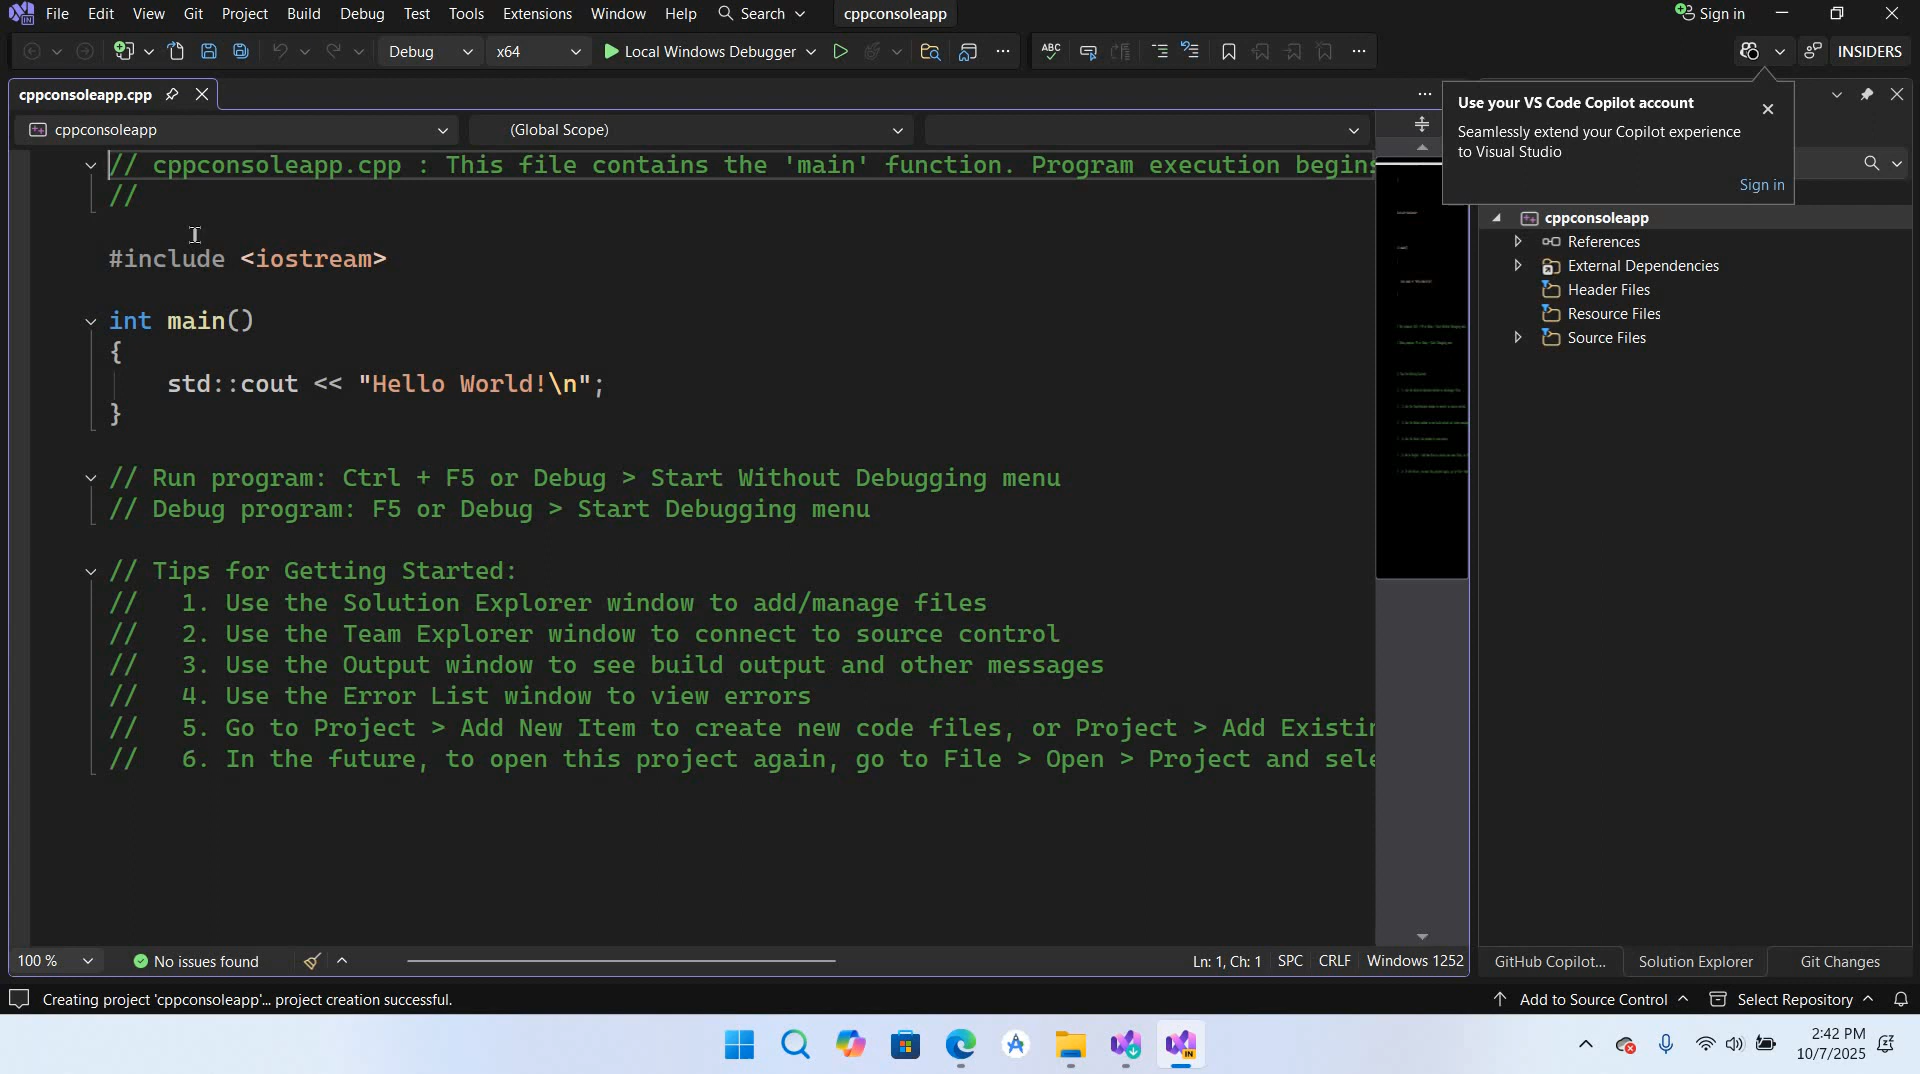 File Edit View Git Project Build Debug Test Tools Extensions Window Help Search cppconsoleapp Sign in
Debug x64 Local Windows Debugger ABC INSIDERS
cppconsoleapp.cpp
cppconsoleapp (Global Scope)
// cppconsoleapp.cpp : This file contains the 'main' function. Program execution begins
//
#include <iostream>
int main()
{
std::cout << "Hello World!\n";
}
// Run program: Ctrl + F5 or Debug > Start Without Debugging menu
// Debug program: F5 or Debug > Start Debugging menu
// Tips for Getting Started:
//   1. Use the Solution Explorer window to add/manage files
//   2. Use the Team Explorer window to connect to source control
//   3. Use the Output window to see build output and other messages
//   4. Use the Error List window to view errors
//   5. Go to Project > Add New Item to create new code files, or Project > Add Existin
//   6. In the future, to open this project again, go to File > Open > Project and sele
Use your VS Code Copilot account
Seamlessly extend your Copilot experience
to Visual Studio
Sign in
cppconsoleapp
References
External Dependencies
Header Files
Resource Files
Source Files
100 % No issues found Ln: 1, Ch: 1 SPC CRLF Windows 1252
GitHub Copilot... Solution Explorer Git Changes
Creating project 'cppconsoleapp'... project creation successful. Add to Source Control Select Repository
IN
2:42 PM
10/7/2025